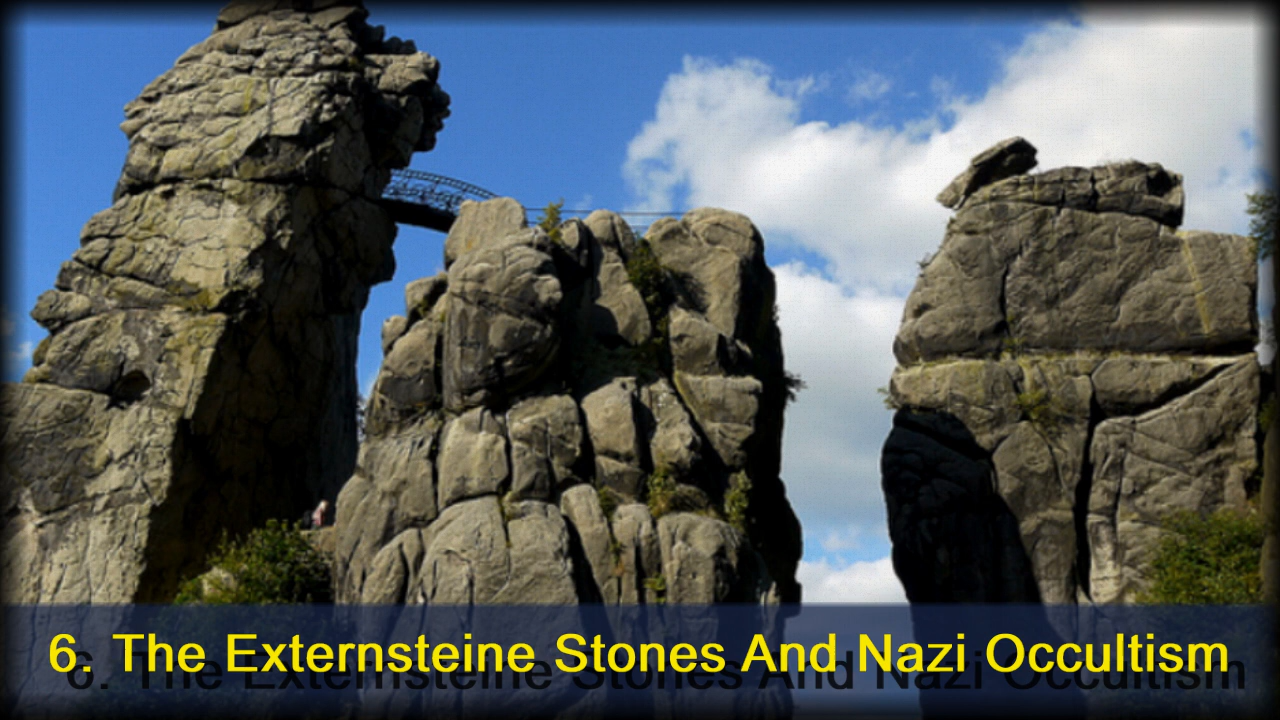 6. The Externsteine Stones And Nazi Occultism